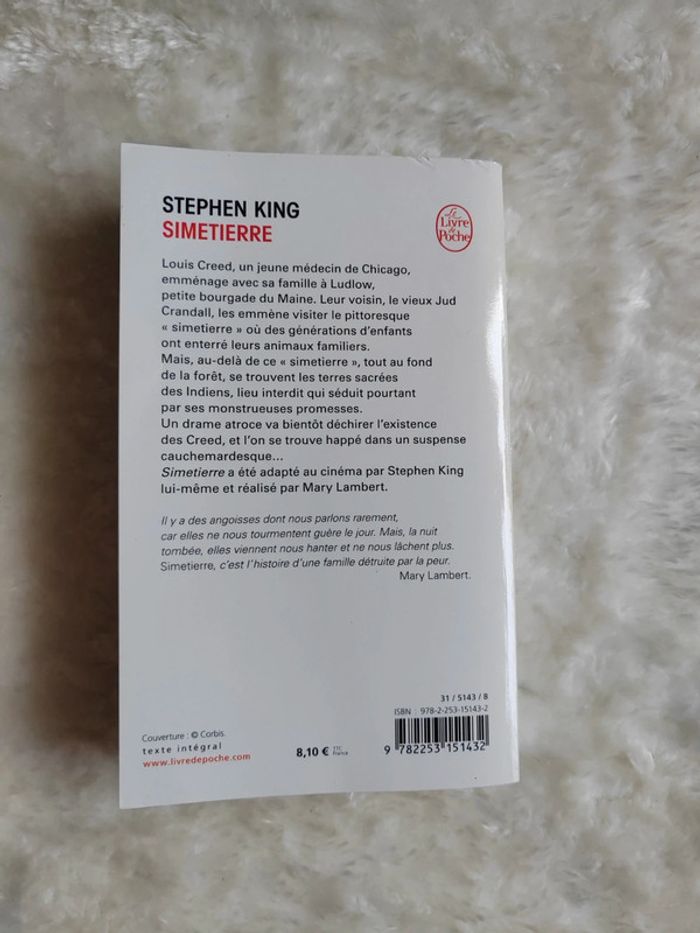 STEPHEN KING
SIMETIERRE
Le
Livre
de
Poche
Louis Creed, un jeune médecin de Chicago,
emménage avec sa famille à Ludlow,
petite bourgade du Maine. Leur voisin, le vieux Jud
Crandall, les emmène visiter le pittoresque
« simetierre » où des générations d'enfants
ont enterré leurs animaux familiers.
Mais, au-delà de ce « simetierre », tout au fond
de la forêt, se trouvent les terres sacrées
des Indiens, lieu interdit qui séduit pourtant
par ses monstrueuses promesses.
Un drame atroce va bientôt déchirer l'existence
des Creed, et l'on se trouve happé dans un suspense
cauchemardesque...
Simetierre a été adapté au cinéma par Stephen King
lui-même et réalisé par Mary Lambert.
Il y a des angoisses dont nous parlons rarement,
car elles ne nous tourmentent guère le jour. Mais, la nuit
tombée, elles viennent nous hanter et ne nous lâchent plus.
Simetierre, c'est l'histoire d'une famille détruite par la peur.
Mary Lambert.
31 / 5143 / 8
ISBN : 978-2-253-15143-2
Couverture : © Corbis.
texte intégral
www.livredepoche.com
8,10 € TTC
France
9 782253 151432